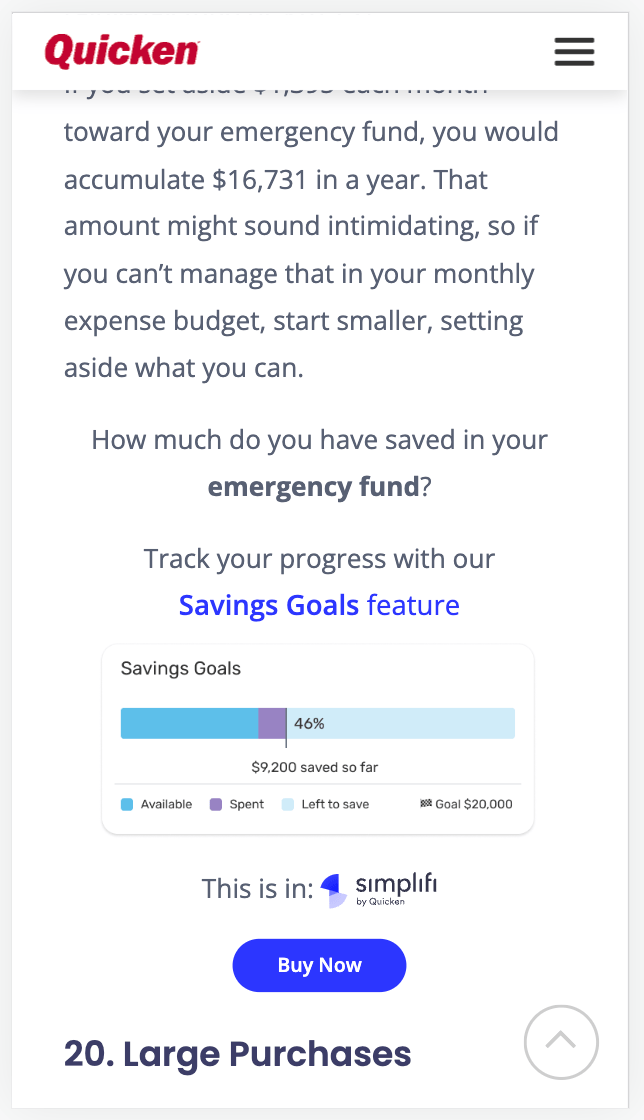 Quicken
toward your emergency fund, you would
accumulate $16,731 in a year. That
amount might sound intimidating, so if
you can’t manage that in your monthly
expense budget, start smaller, setting
aside what you can.
How much do you have saved in your
emergency fund?
Track your progress with our
Savings Goals feature
Savings Goals
46%
$9,200 saved so far
Available Spent Left to save Goal $20,000
This is in: simplifi
by Quicken
Buy Now
20. Large Purchases